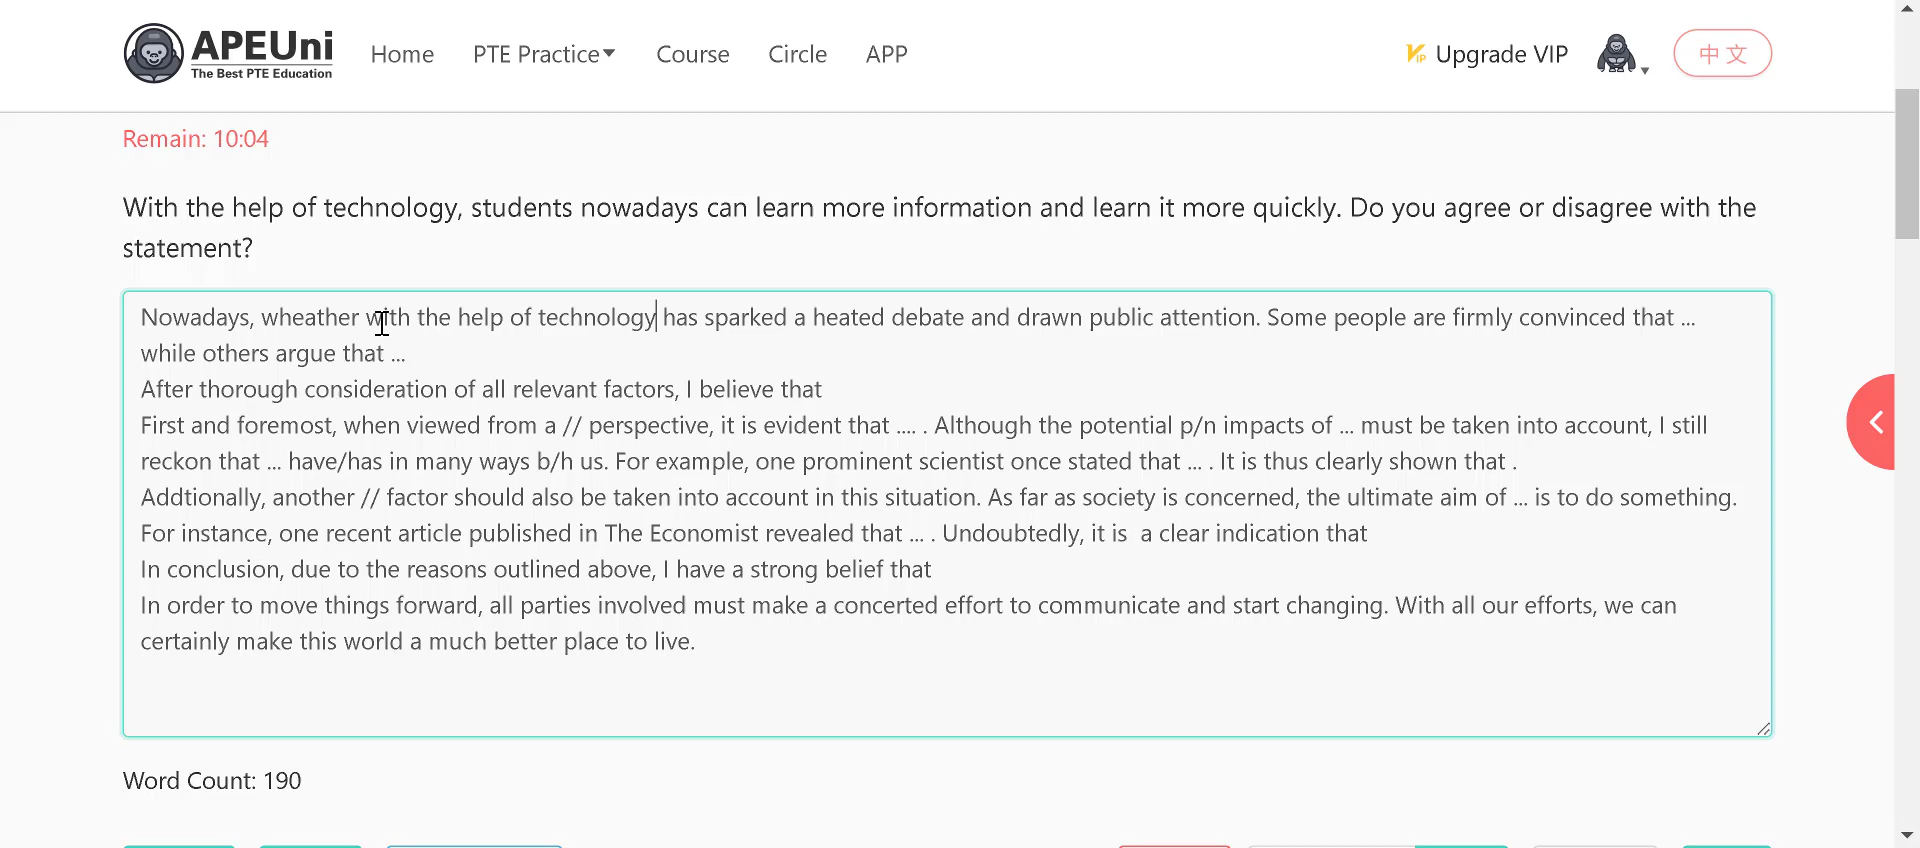 APEUni
The Best PTE Education
Home
PTE Practice
Course
Circle
APP
VIP
Upgrade VIP
中文
Remain: 10:04
With the help of technology, students nowadays can learn more information and learn it more quickly. Do you agree or disagree with the
statement?
Nowadays, wheather with the help of technology has sparked a heated debate and drawn public attention. Some people are firmly convinced that ...
while others argue that ...
After thorough consideration of all relevant factors, I believe that
First and foremost, when viewed from a // perspective, it is evident that .... . Although the potential p/n impacts of ... must be taken into account, I still
reckon that ... have/has in many ways b/h us. For example, one prominent scientist once stated that ... . It is thus clearly shown that .
Addtionally, another // factor should also be taken into account in this situation. As far as society is concerned, the ultimate aim of ... is to do something.
For instance, one recent article published in The Economist revealed that ... . Undoubtedly, it is  a clear indication that
In conclusion, due to the reasons outlined above, I have a strong belief that
In order to move things forward, all parties involved must make a concerted effort to communicate and start changing. With all our efforts, we can
certainly make this world a much better place to live.
Word Count: 190